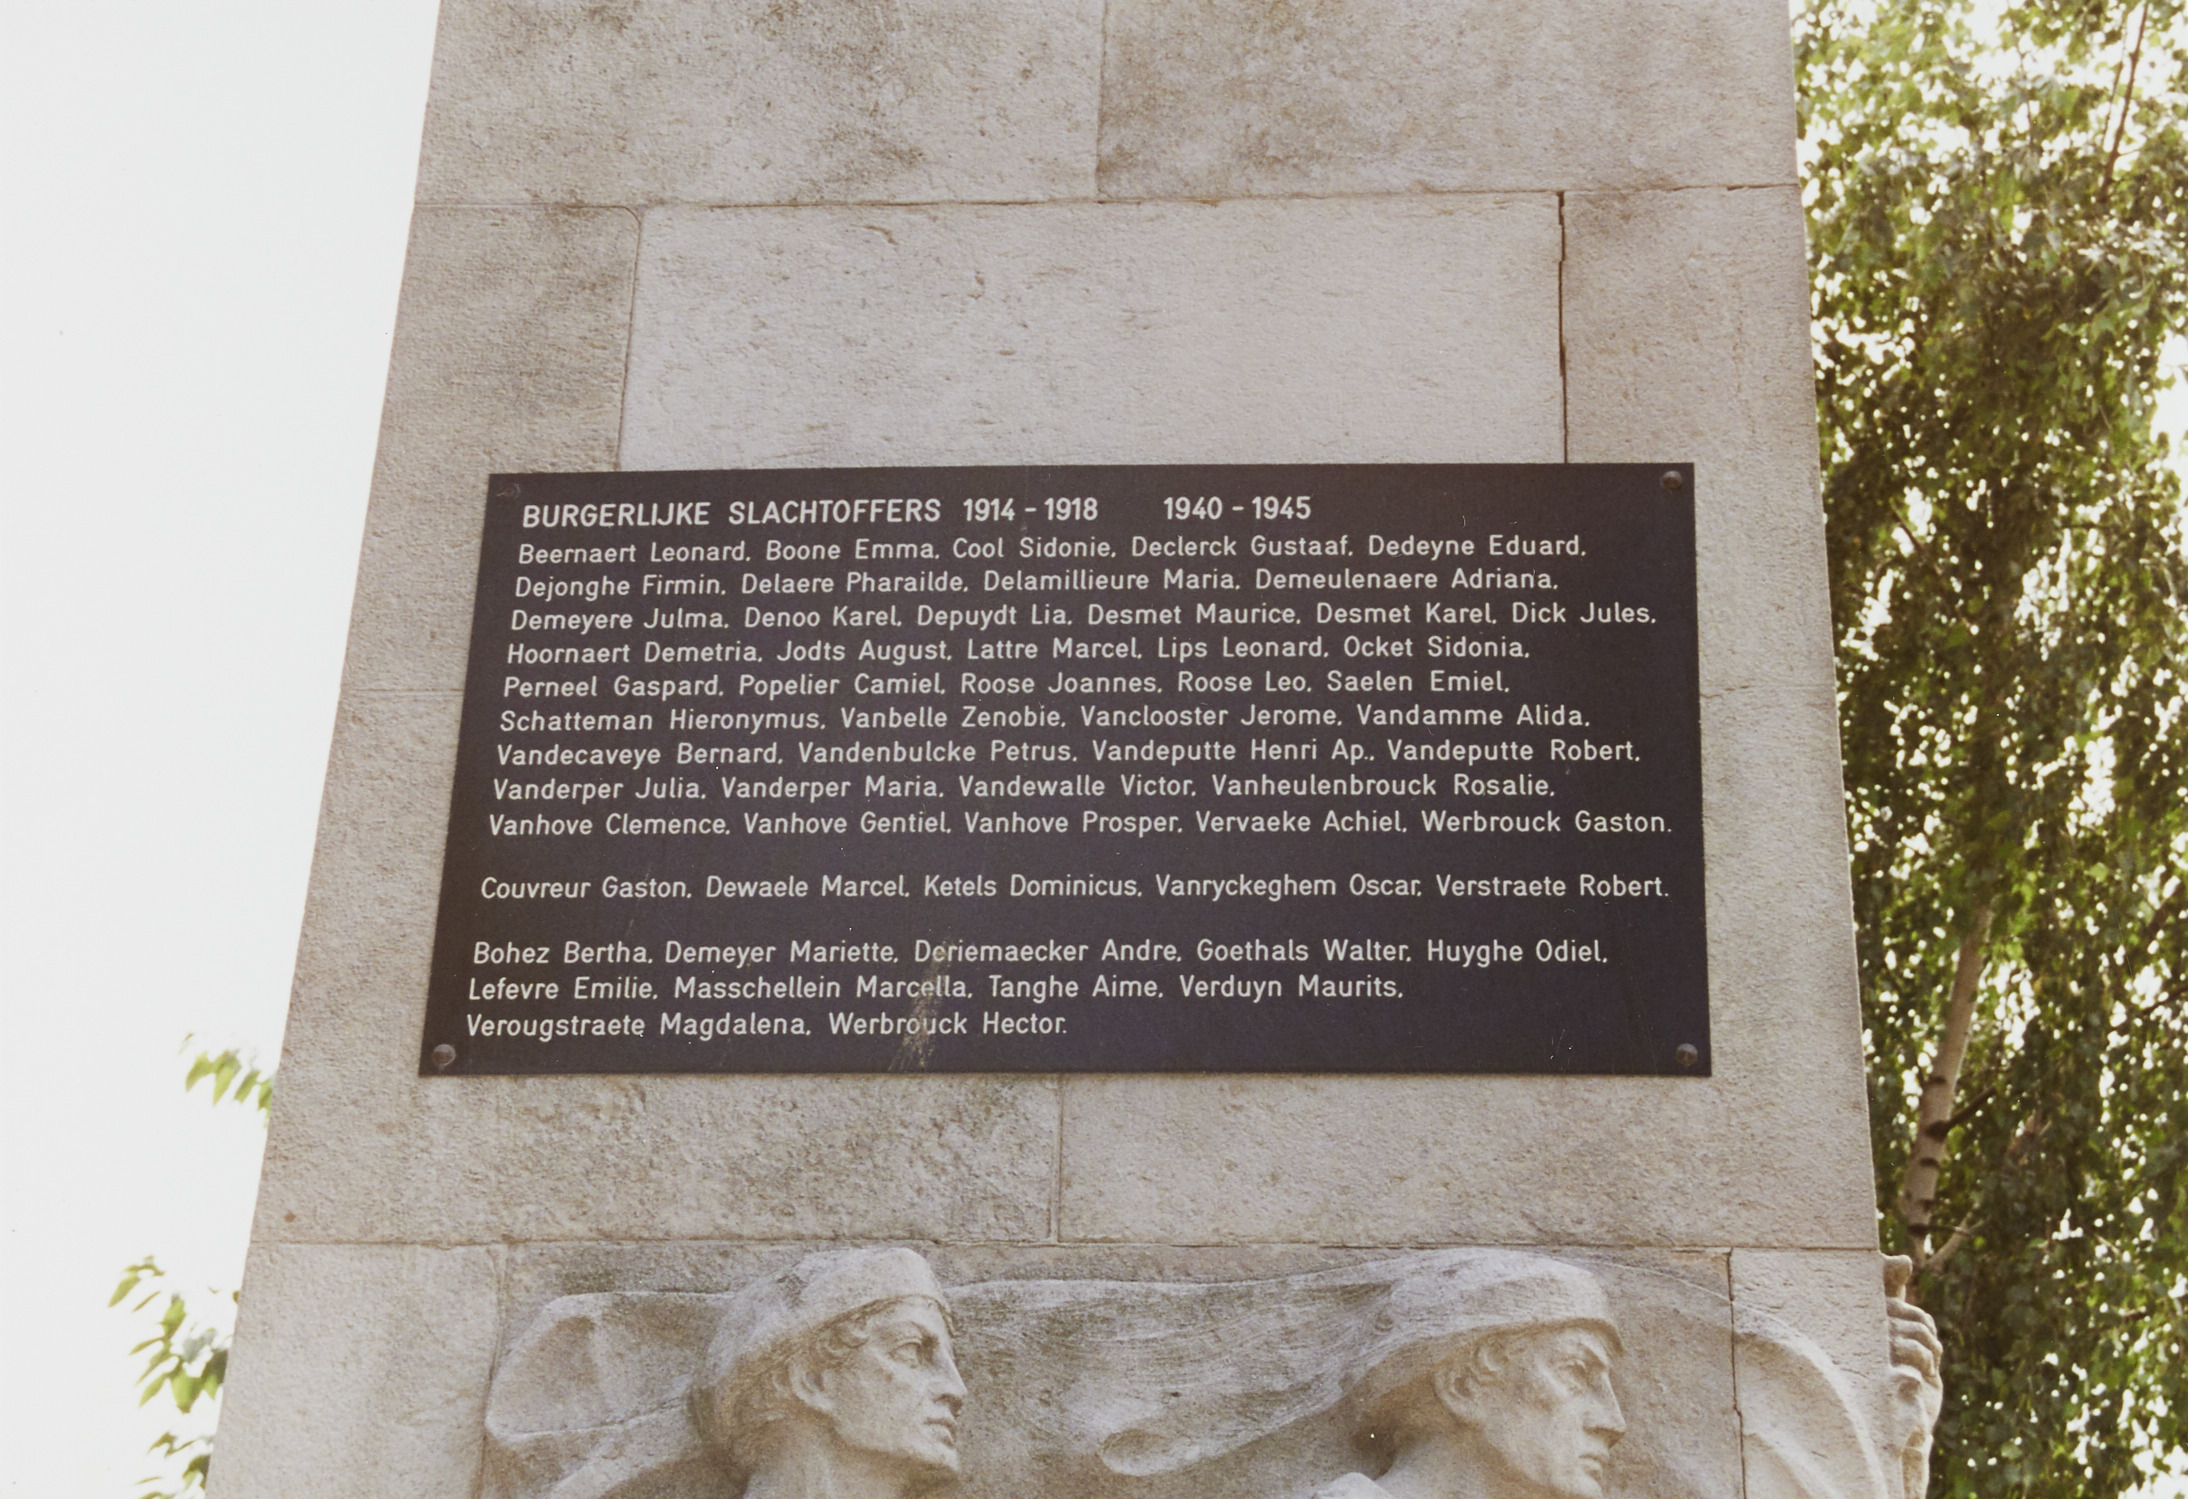 BURGERLIJKE SLACHTOFFERS 1914 - 1918 1940 - 1945
Beernaert Leonard, Boone Emma, Cool Sidonie, Declerck Gustaaf, Dedeyne Eduard,
Dejonghe Firmin, Delaere Pharailde, Delamillieure Maria, Demeulenaere Adriana,
Demeyere Julma, Denoo Karel, Depuydt Lia, Desmet Maurice, Desmet Karel, Dick Jules,
Hoornaert Demetria, Jodts August, Lattre Marcel, Lips Leonard, Ocket Sidonia,
Perneel Gaspard, Popelier Camiel, Roose Joannes, Roose Leo, Saelen Emiel,
Schatteman Hieronymus, Vanbelle Zenobie, Vanclooster Jerome, Vandamme Alida,
Vandecaveye Bernard, Vandenbulcke Petrus, Vandeputte Henri Ap., Vandeputte Robert,
Vanderper Julia, Vanderper Maria, Vandewalle Victor, Vanheulenbrouck Rosalie,
Vanhove Clemence, Vanhove Gentiel, Vanhove Prosper, Vervaeke Achiel, Werbrouck Gaston.
Couvreur Gaston, Dewaele Marcel, Ketels Dominicus, Vanryckeghem Oscar, Verstraete Robert.
Bohez Bertha, Demeyer Mariette, Deriemaecker Andre, Goethals Walter, Huyghe Odiel,
Lefevre Emilie, Masschellein Marcella, Tanghe Aime, Verduyn Maurits,
Verougstraete Magdalena, Werbrouck Hector.